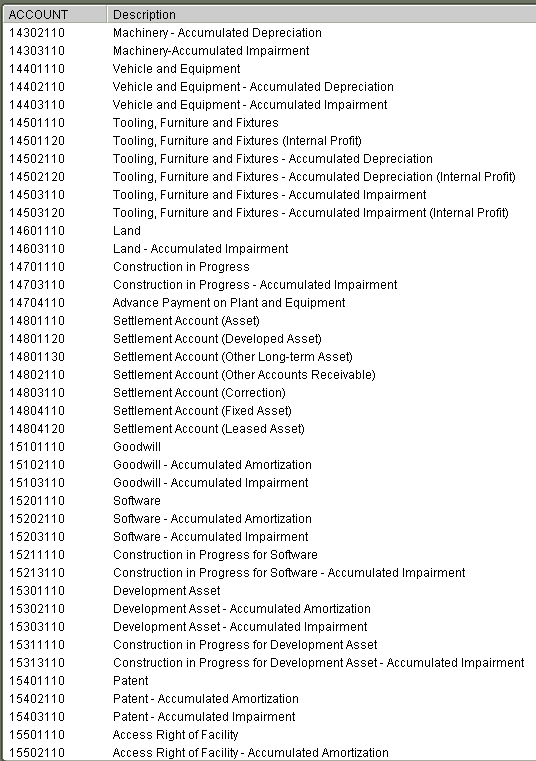 ACCOUNT Description
14302110 Machinery - Accumulated Depreciation
14303110 Machinery-Accumulated Impairment
14401110 Vehicle and Equipment
14402110 Vehicle and Equipment - Accumulated Depreciation
14403110 Vehicle and Equipment - Accumulated Impairment
14501110 Tooling, Furniture and Fixtures
14501120 Tooling, Furniture and Fixtures (Internal Profit)
14502110 Tooling, Furniture and Fixtures - Accumulated Depreciation
14502120 Tooling, Furniture and Fixtures - Accumulated Depreciation (Internal Profit)
14503110 Tooling, Furniture and Fixtures - Accumulated Impairment
14503120 Tooling, Furniture and Fixtures - Accumulated Impairment (Internal Profit)
14601110 Land
14603110 Land - Accumulated Impairment
14701110 Construction in Progress
14703110 Construction in Progress - Accumulated Impairment
14704110 Advance Payment on Plant and Equipment
14801110 Settlement Account (Asset)
14801120 Settlement Account (Developed Asset)
14801130 Settlement Account (Other Long-term Asset)
14802110 Settlement Account (Other Accounts Receivable)
14803110 Settlement Account (Correction)
14804110 Settlement Account (Fixed Asset)
14804120 Settlement Account (Leased Asset)
15101110 Goodwill
15102110 Goodwill - Accumulated Amortization
15103110 Goodwill - Accumulated Impairment
15201110 Software
15202110 Software - Accumulated Amortization
15203110 Software - Accumulated Impairment
15211110 Construction in Progress for Software
15213110 Construction in Progress for Software - Accumulated Impairment
15301110 Development Asset
15302110 Development Asset - Accumulated Amortization
15303110 Development Asset - Accumulated Impairment
15311110 Construction in Progress for Development Asset
15313110 Construction in Progress for Development Asset - Accumulated Impairment
15401110 Patent
15402110 Patent - Accumulated Amortization
15403110 Patent - Accumulated Impairment
15501110 Access Right of Facility
15502110 Access Right of Facility - Accumulated Amortization